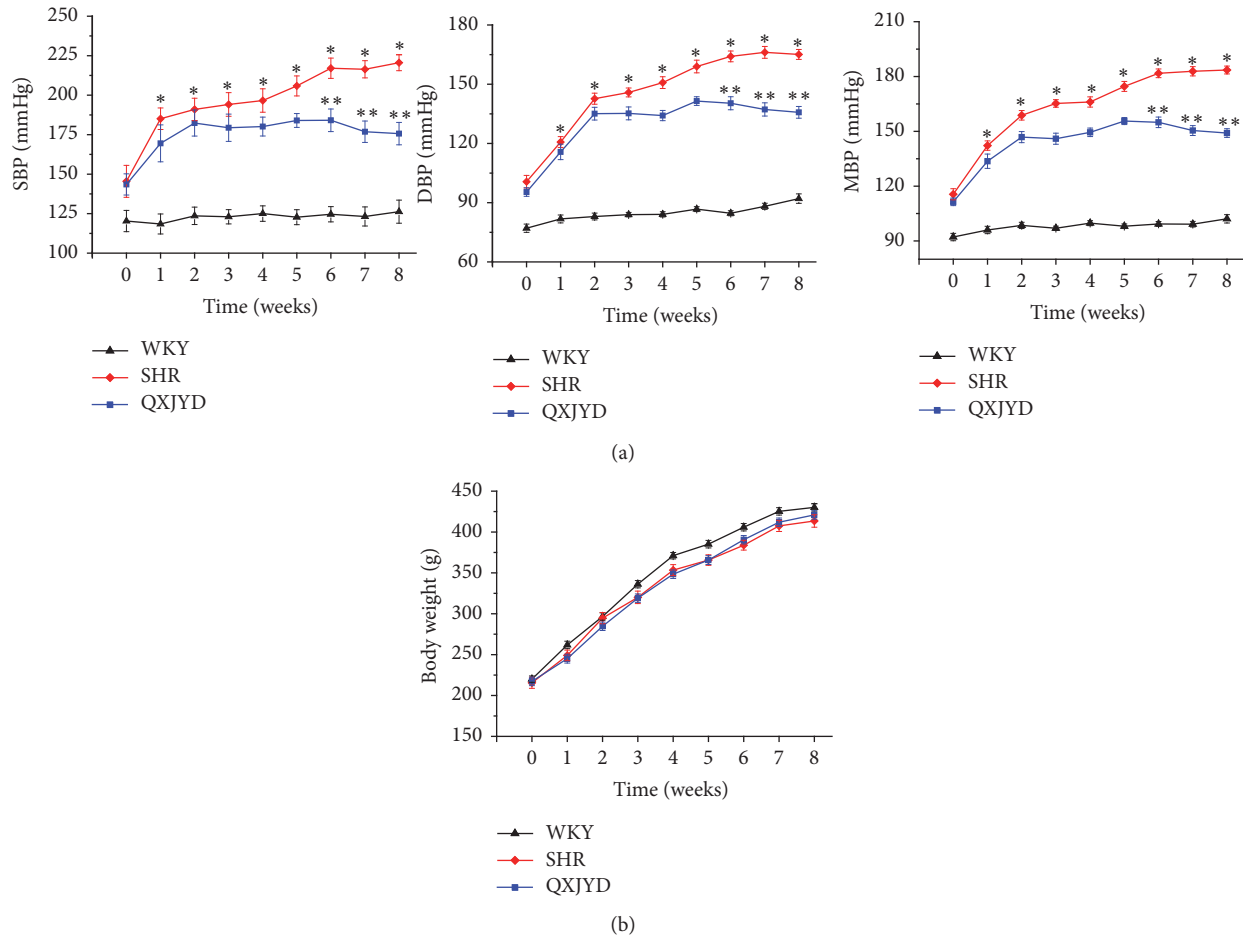 SBP (mmHg)
250
225
200
175
150
125
100
* * * * * * * *
** ** **
0 1 2 3 4 5 6 7 8
Time (weeks)
WKY
SHR
QXJYD
DBP (mmHg)
180
150
120
90
60
* * * * * * * *
** ** **
0 1 2 3 4 5 6 7 8
Time (weeks)
WKY
SHR
QXJYD
MBP (mmHg)
210
180
150
120
90
* * * * * * * *
** ** **
0 1 2 3 4 5 6 7 8
Time (weeks)
WKY
SHR
QXJYD
(a)
Body weight (g)
450
400
350
300
250
200
150
0 1 2 3 4 5 6 7 8
Time (weeks)
WKY
SHR
QXJYD
(b)